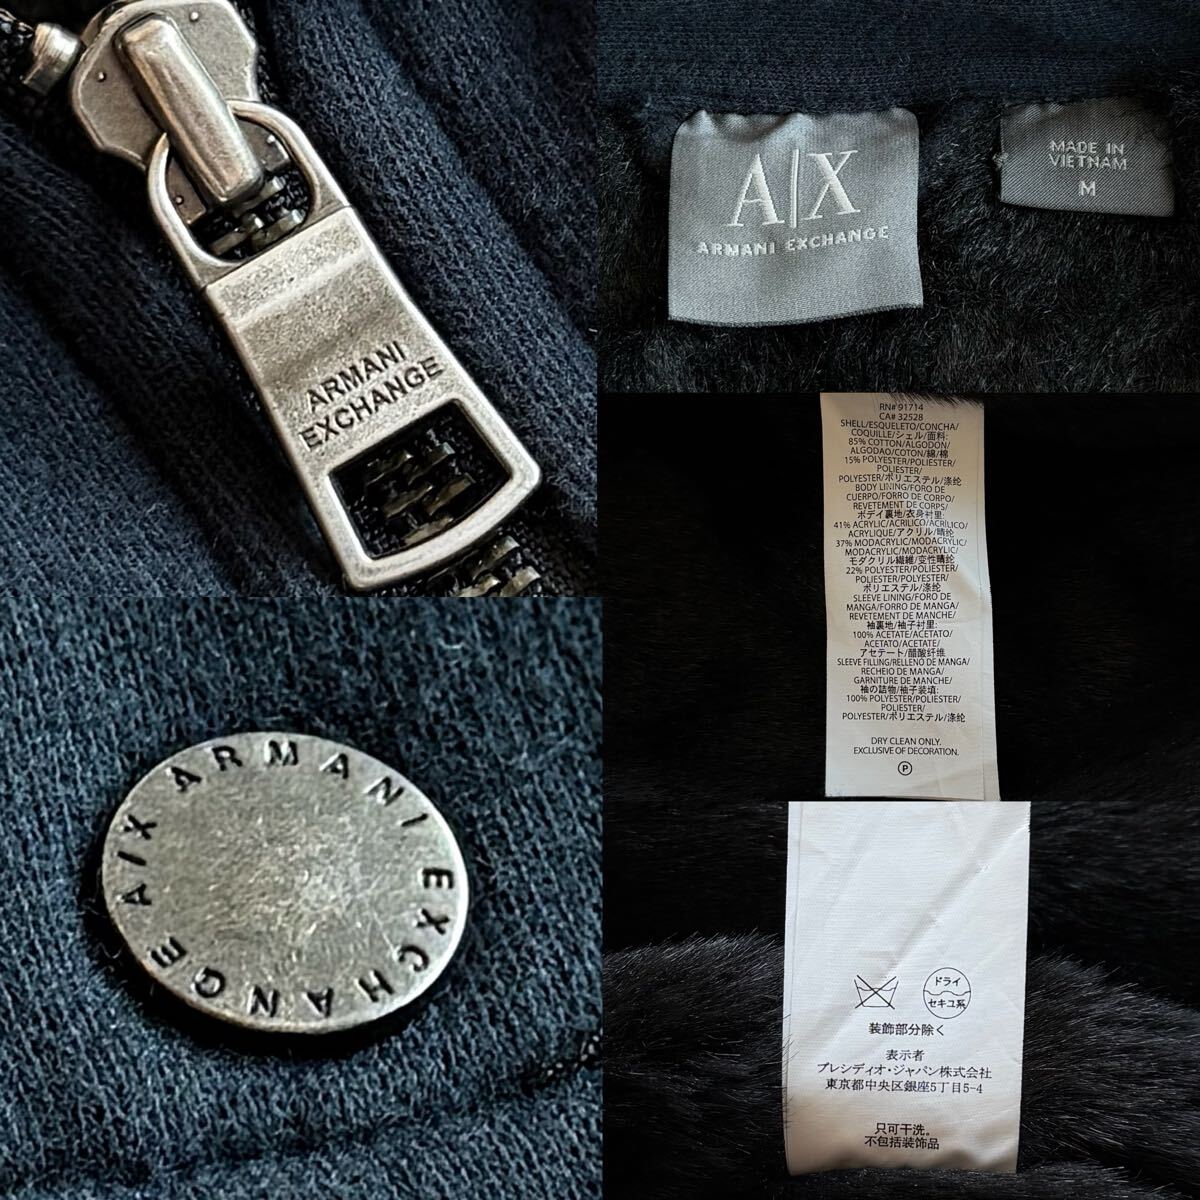 ARMANI
EXCHANGE
A|X
ARMANI EXCHANGE
MADE IN
VIETNAM
M
RN# 91714
CA# 32528
SHELL/ESQUELETO/CONCHA/
COQUILLE/シェル/面料:
85% COTTON/ALGODON/
ALGODAO/COTON/綿/棉
15% POLYESTER/POLIESTER/
POLIESTER/
POLYESTER/ポリエステル/涤纶
BODY LINING/FORO DE
CUERPO/FORRO DE CORPO/
REVETEMENT DE CORPS/
ボデイ裏地/衣身衬里:
41% ACRYLIC/ACRILICO/ACRÍLICO/
ACRYLIQUE/アクリル/腈纶
37% MODACRYLIC/MODACRYLIC/
MODACRYLLIC/MODACRYLIC/
モダクリル繊維/变性腈纶
22% POLYESTER/POLIESTER/
POLIESTER/POLYESTER/
ポリエステル/涤纶
SLEEVE LINING/FORO DE
MANGA/FORRO DE MANGA/
REVETEMENT DE MANCHE/
袖裏地/袖子衬里:
100% ACETATE/ACETATO/
ACETATO/ACETATE/
アセテート/醋酸纤维
SLEEVE FILLING/RELLENO DE MANGA/
RECHEIO DE MANGA/
GARNITURE DE MANCHE/
袖の詰物/袖子装填:
100% POLYESTER/POLIESTER/
POLIESTER/
POLYESTER/ポリエステル/涤纶
DRY CLEAN ONLY.
EXCLUSIVE OF DECORATION.
P
A|X ARMANI EXCHANGE
ドライ
セキユ系
装飾部分除く
表示者
プレシディオ・ジャパン株式会社
東京都中央区銀座5丁目5-4
只可干洗。
不包括装饰品